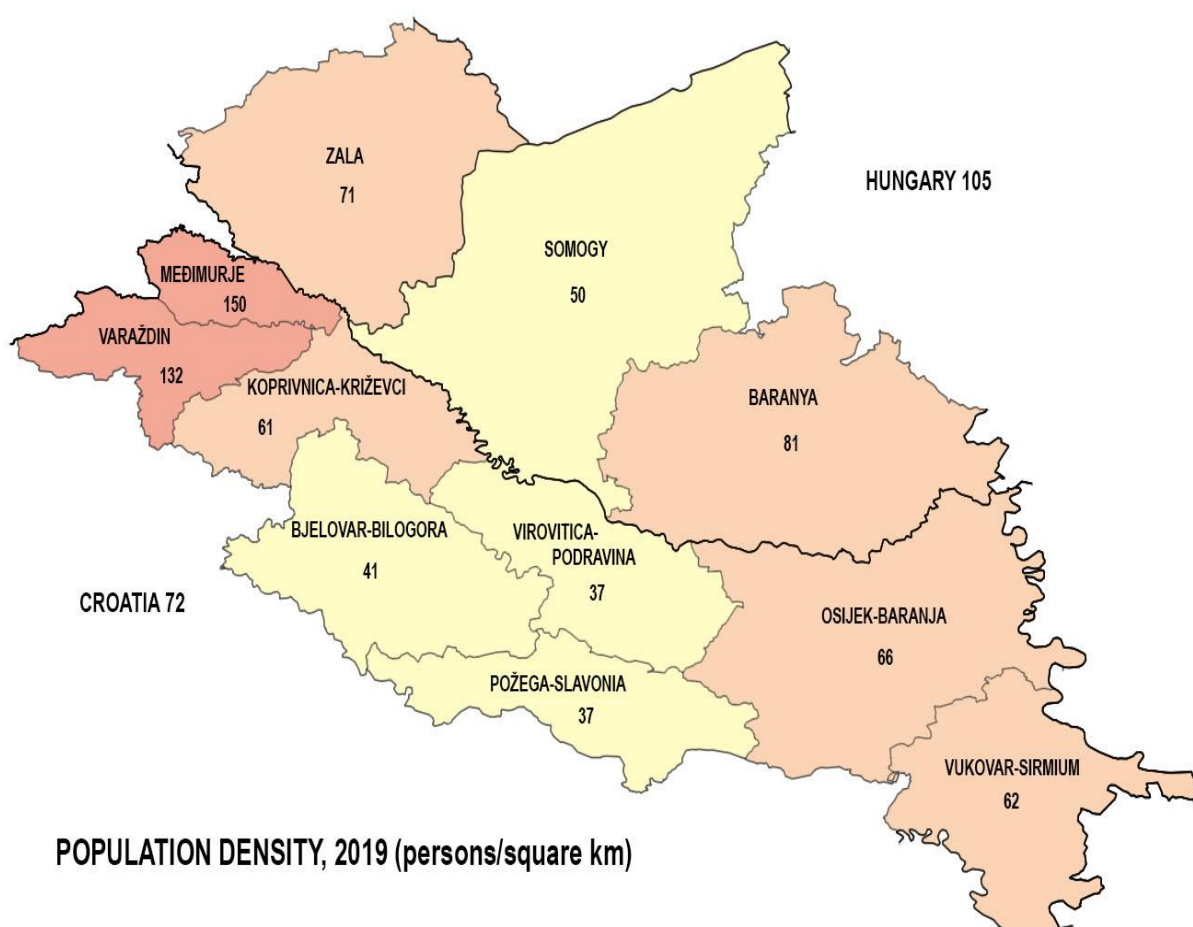 ZALA
71
HUNGARY 105
SOMOGY
50
MEĐIMURJE
150
VARAŽDIN
132
KOPRIVNICA-KRIŽEVCI
61
BARANYA
81
BJELOVAR-BILOGORA
41
VIROVITICA-
PODRAVINA
37
CROATIA 72
OSIJEK-BARANJA
66
POŽEGA-SLAVONIA
37
VUKOVAR-SIRMIUM
62
POPULATION DENSITY, 2019 (persons/square km)